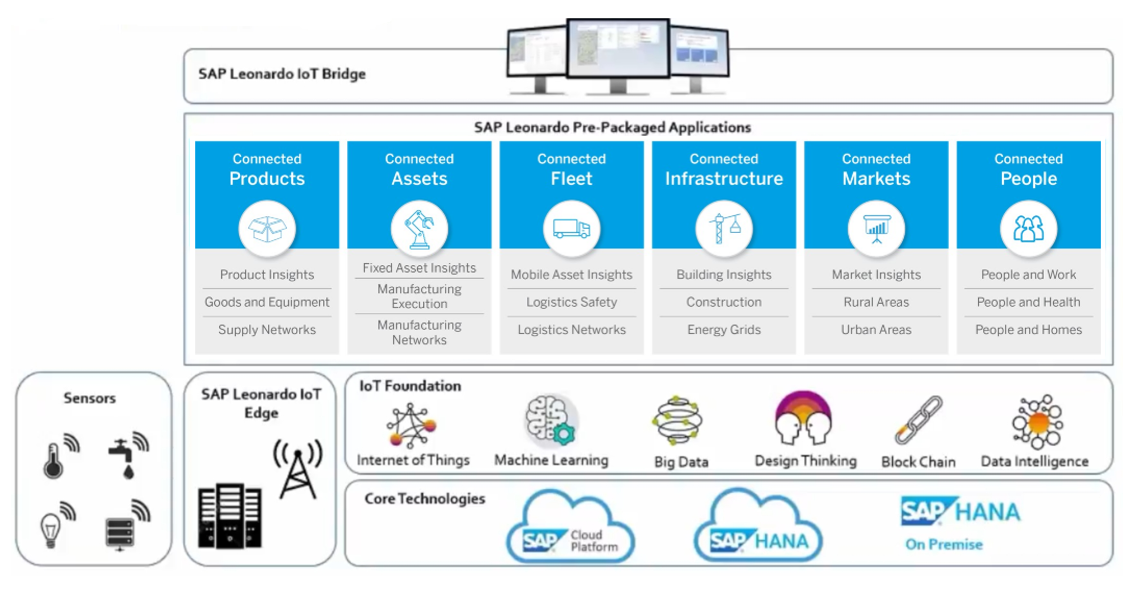 SAP Leonardo IoT Bridge
SAP Leonardo Pre-Packaged Applications
Connected
Products
Product Insights
Goods and Equipment
Supply Networks
Connected
Assets
Fixed Asset Insights
Manufacturing
Execution
Manufacturing
Networks
Connected
Fleet
Mobile Asset Insights
Logistics Safety
Logistics Networks
Connected
Infrastructure
Building Insights
Construction
Energy Grids
Connected
Markets
Market Insights
Rural Areas
Urban Areas
Connected
People
People and Work
People and Health
People and Homes
Sensors
SAP Leonardo IoT
Edge
IoT Foundation
Internet of Things
Machine Learning
Big Data
Design Thinking
Block Chain
Data Intelligence
Core Technologies
SAP Cloud
Platform
SAP HANA
SAP HANA
On Premise